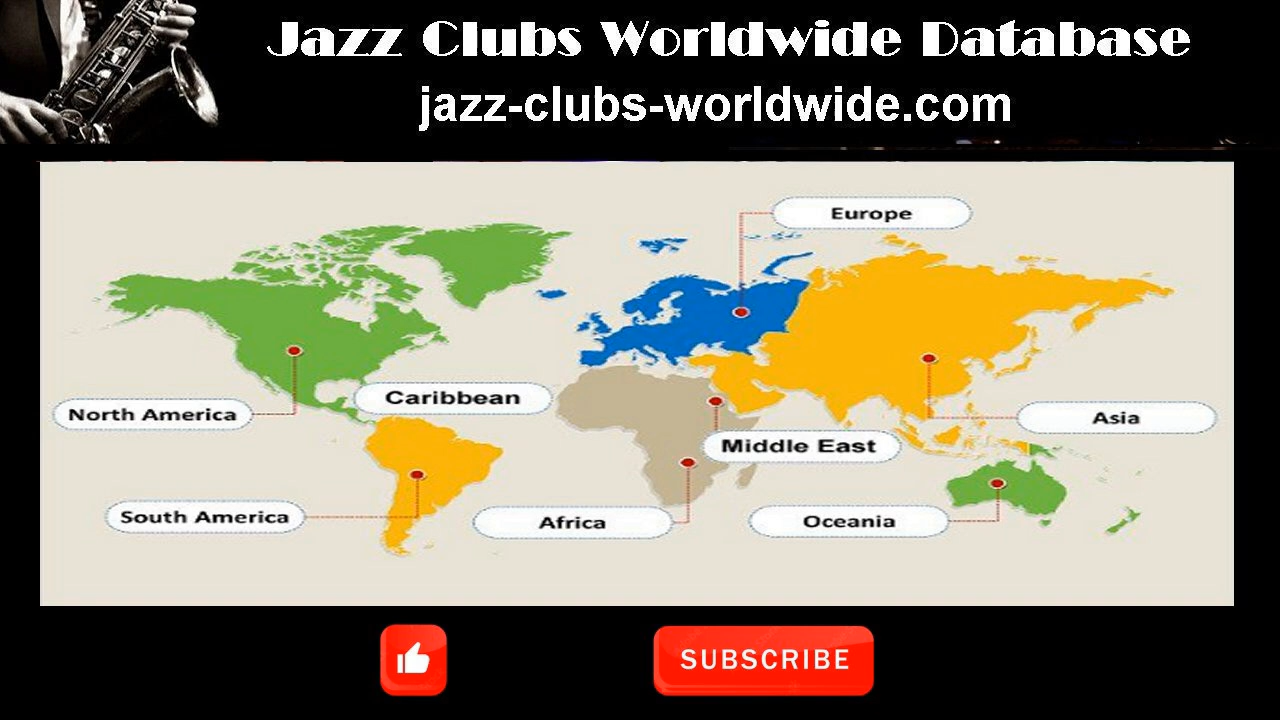 Jazz Clubs Worldwide Database
jazz-clubs-worldwide.com
Europe
Caribbean
North America
Asia
Middle East
South America
Africa
Oceania
SUBSCRIBE